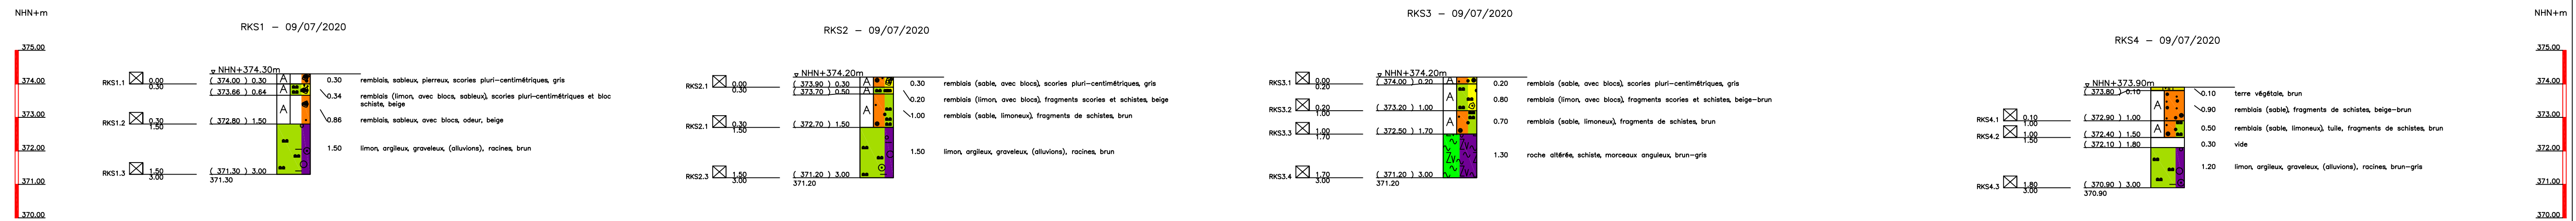 NHN+m
375.00
374.00
373.00
372.00
371.00
370.00
RKS1 - 09/07/2020
NHN+374.30m
RKS1.1 0.00
0.30
( 374.00 ) 0.30 A 0.30 remblais, sableux, pierreux, scories pluri-centimétriques, gris
( 373.66 ) 0.64 A 0.34 remblais (limon, avec blocs, sableux), scories pluri-centimétriques et bloc
schiste, beige
RKS1.2 0.30
1.50
( 372.80 ) 1.50 A 0.86 remblais, sableux, avec blocs, odeur, beige
1.50 limon, argileux, graveleux, (alluvions), racines, brun
RKS1.3 1.50
3.00
( 371.30 ) 3.00
371.30
RKS2 - 09/07/2020
NHN+374.20m
RKS2.1 0.00
0.30
( 373.90 ) 0.30 A 0.30 remblais (sable, avec blocs), scories pluri-centimétriques, gris
( 373.70 ) 0.50 A 0.20 remblais (limon, avec blocs), fragments scories et schistes, beige
RKS2.1 0.30
1.50
( 372.70 ) 1.50 A 1.00 remblais (sable, limoneux), fragments de schistes, brun
1.50 limon, argileux, graveleux, (alluvions), racines, brun
RKS2.3 1.50
3.00
( 371.20 ) 3.00
371.20
RKS3 - 09/07/2020
NHN+374.20m
RKS3.1 0.00
0.20
( 374.00 ) 0.20 A 0.20 remblais (sable, avec blocs), scories pluri-centimétriques, gris
RKS3.2 0.20
1.00
( 373.20 ) 1.00 A 0.80 remblais (limon, avec blocs), fragments scories et schistes, beige-brun
RKS3.3 1.00
1.70
( 372.50 ) 1.70 A 0.70 remblais (sable, limoneux), fragments de schistes, brun
Zv Zv 1.30 roche altérée, schiste, morceaux anguleux, brun-gris
RKS3.4 1.70
3.00
( 371.20 ) 3.00
371.20
RKS4 - 09/07/2020
NHN+373.90m
( 373.80 ) 0.10 0.10 terre végétale, brun
RKS4.1 0.10
1.00
( 372.90 ) 1.00 A 0.90 remblais (sable), fragments de schistes, beige-brun
RKS4.2 1.00
1.50
( 372.40 ) 1.50 A 0.50 remblais (sable, limoneux), tuile, fragments de schistes, brun
( 372.10 ) 1.80 0.30 vide
1.20 limon, argileux, graveleux, (alluvions), racines, brun-gris
RKS4.3 1.80
3.00
( 370.90 ) 3.00
370.90
NHN+m
375.00
374.00
373.00
372.00
371.00
370.00